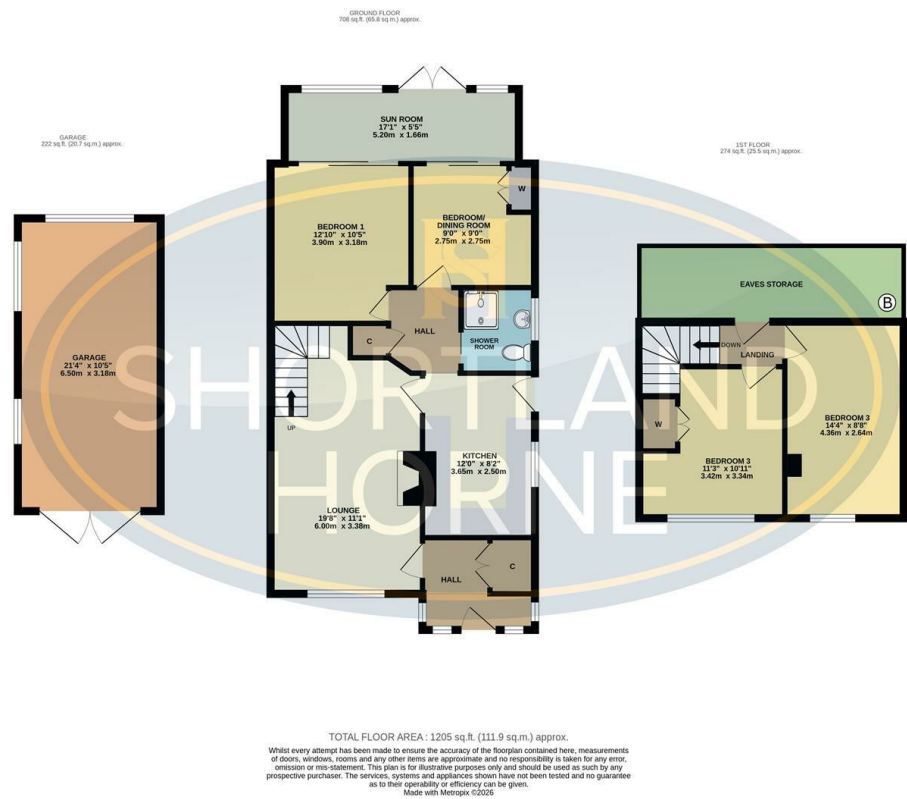 GROUND FLOOR
708 sq.ft. (65.8 sq.m.) approx.
GARAGE
222 sq.ft. (20.7 sq.m.) approx.
1ST FLOOR
274 sq.ft. (25.5 sq.m.) approx.
SUN ROOM
17'1" x 5'5"
5.20m x 1.66m
BEDROOM 1
12'10" x 10'5"
3.90m x 3.18m
BEDROOM/
DINING ROOM
9'0" x 9'0"
2.75m x 2.75m
W
HALL
C
SHOWER
ROOM
UP
KITCHEN
12'0" x 8'2"
3.65m x 2.50m
LOUNGE
19'8" x 11'1"
6.00m x 3.38m
HALL
C
GARAGE
21'4" x 10'5"
6.50m x 3.18m
EAVES STORAGE
B
DOWN
LANDING
W
BEDROOM 3
14'4" x 8'8"
4.36m x 2.64m
BEDROOM 3
11'3" x 10'11"
3.42m x 3.34m
SHORTLAND
HORNE
TOTAL FLOOR AREA : 1205 sq.ft. (111.9 sq.m.) approx.
Whilst every attempt has been made to ensure the accuracy of the floorplan contained here, measurements
of doors, windows, rooms and any other items are approximate and no responsibility is taken for any error,
omission or mis-statement. This plan is for illustrative purposes only and should be used as such by any
prospective purchaser. The services, systems and appliances shown have not been tested and no guarantee
as to their operability or efficiency can be given.
Made with Metropix ©2026